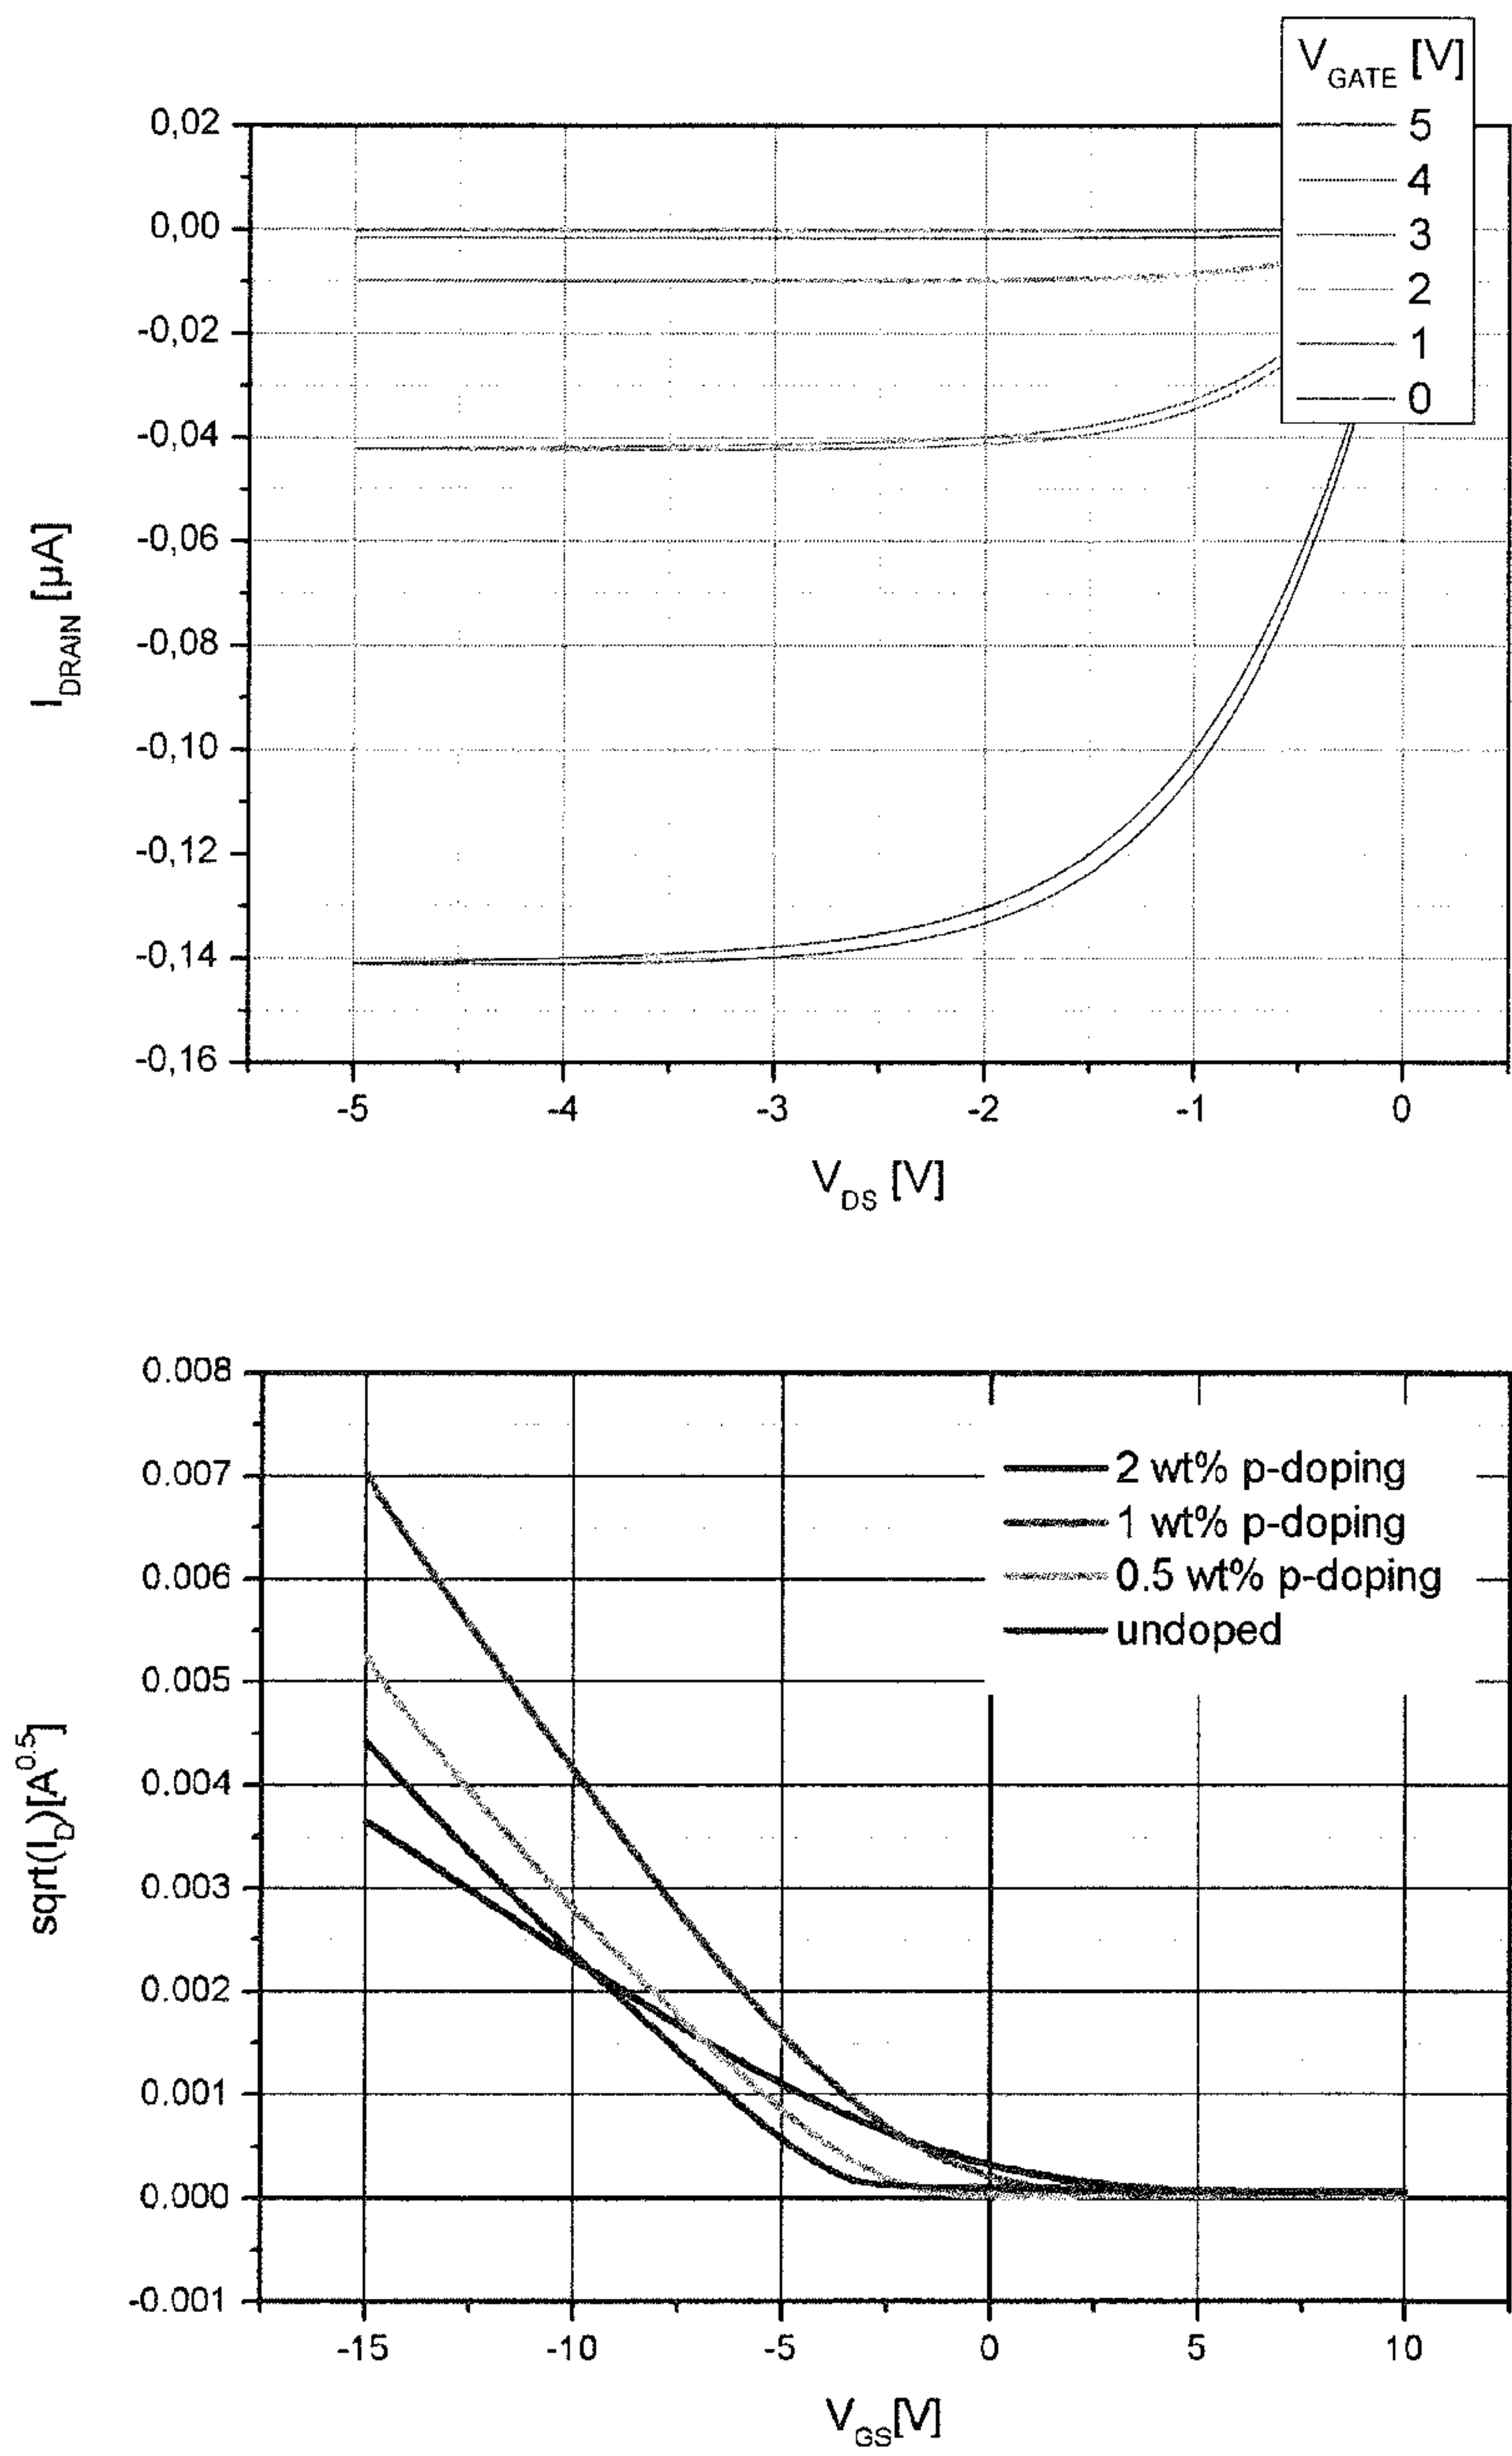 V_GATE [V]
5
4
3
2
1
0
0,02
0,00
-0,02
-0,04
-0,06
-0,08
-0,10
-0,12
-0,14
-0,16
I_DRAIN [µA]
-5 -4 -3 -2 -1 0
V_DS [V]
0.008
0.007
0.006
0.005
0.004
0.003
0.002
0.001
0.000
-0.001
sqrt(I_D)[A^0.5]
2 wt% p-doping
1 wt% p-doping
0.5 wt% p-doping
undoped
-15 -10 -5 0 5 10
V_GS[V]